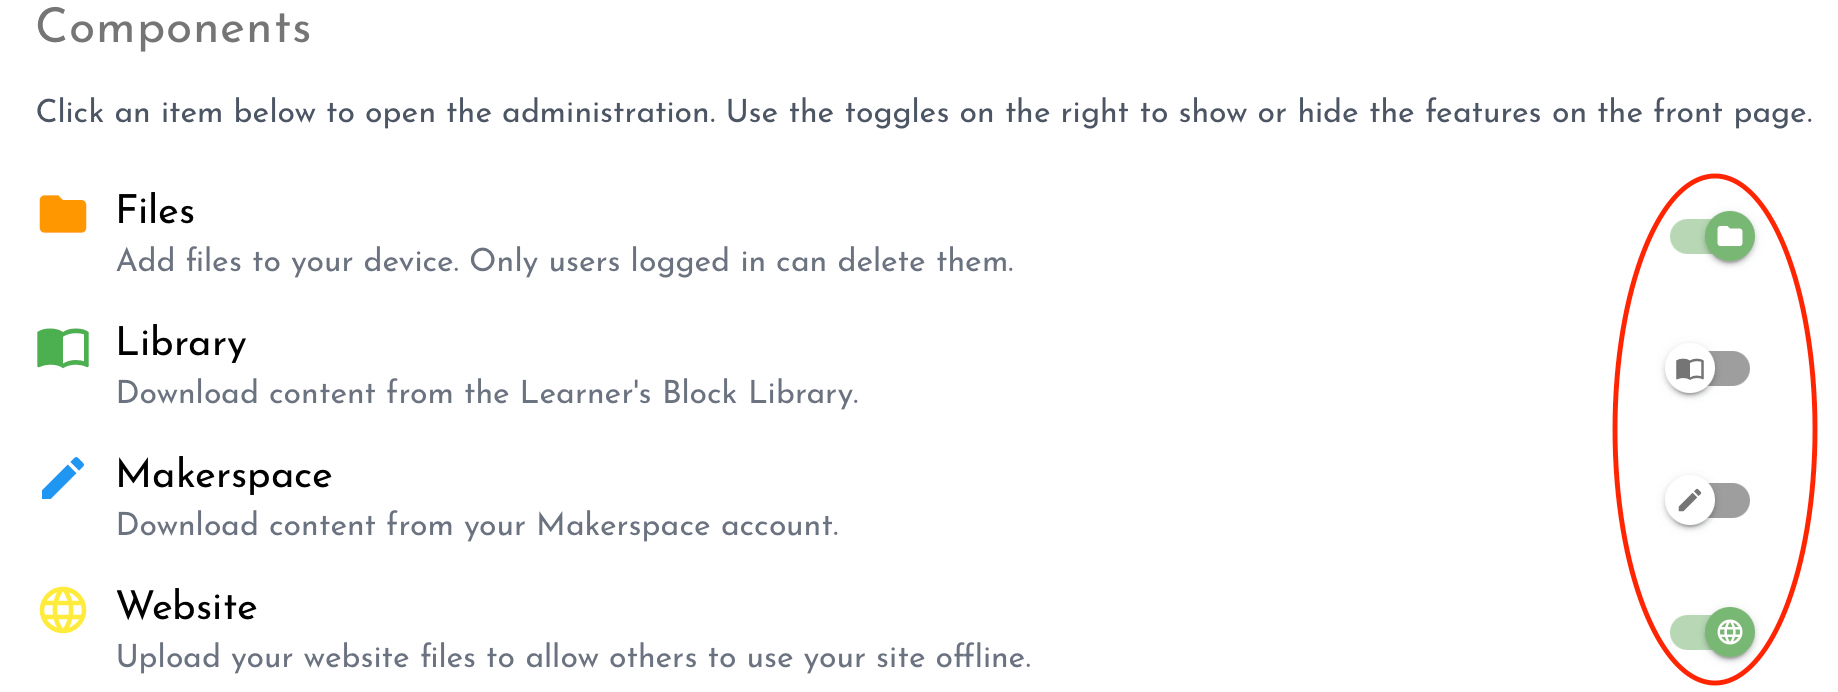 Components
Click an item below to open the administration. Use the toggles on the right to show or hide the features on the front page.
Files
Add files to your device. Only users logged in can delete them.
Library
Download content from the Learner's Block Library.
Makerspace
Download content from your Makerspace account.
Website
Upload your website files to allow others to use your site offline.